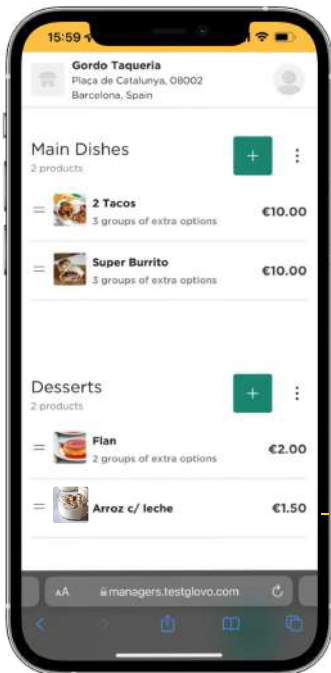 15:59
Gordo Taqueria
Plaça de Catalunya, 08002
Barcelona, Spain
Main Dishes
2 products
+
2 Tacos
3 groups of extra options
€10.00
Super Burrito
3 groups of extra options
€10.00
Desserts
2 products
+
Flan
2 groups of extra options
€2.00
Arroz c/ leche
€1.50
AA
managers.testglovo.com